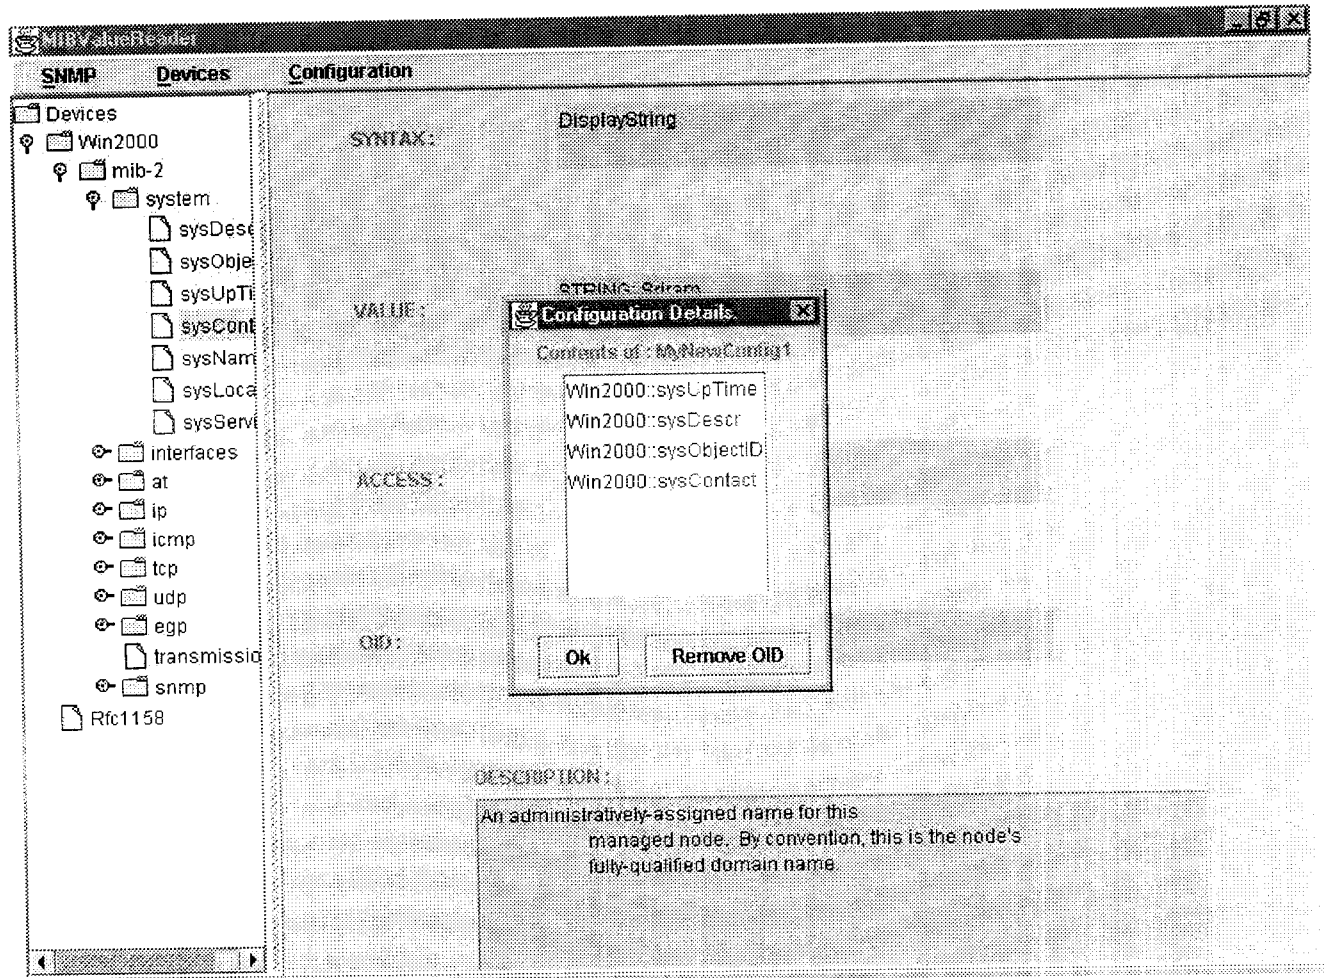 MIBValueReader
SNMP Devices Configuration
Devices
Win2000
mib-2
system
sysDesc
sysObje
sysUpTi
sysCont
sysNam
sysLoca
sysServi
interfaces
at
ip
icmp
tcp
udp
egp
transmissio
snmp
Rfc1158
SYNTAX :
DisplayString
VALUE :
STRING: Sriram
ACCESS :
OID :
Configuration Details.
Contents of : MyNewConfig1
Win2000::sysUpTime
Win2000::sysDescr
Win2000::sysObjectID
Win2000::sysContact
Ok Remove OID
DESCRIPTION :
An administratively-assigned name for this
managed node. By convention, this is the node's
fully-qualified domain name.